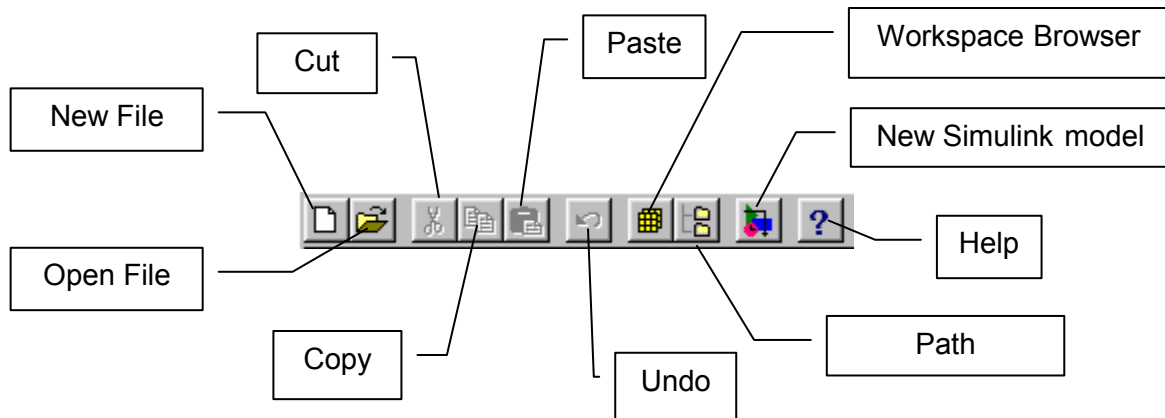 Paste
Workspace Browser
Cut
New File
New Simulink model
?
Help
Open File
Path
Copy
Undo